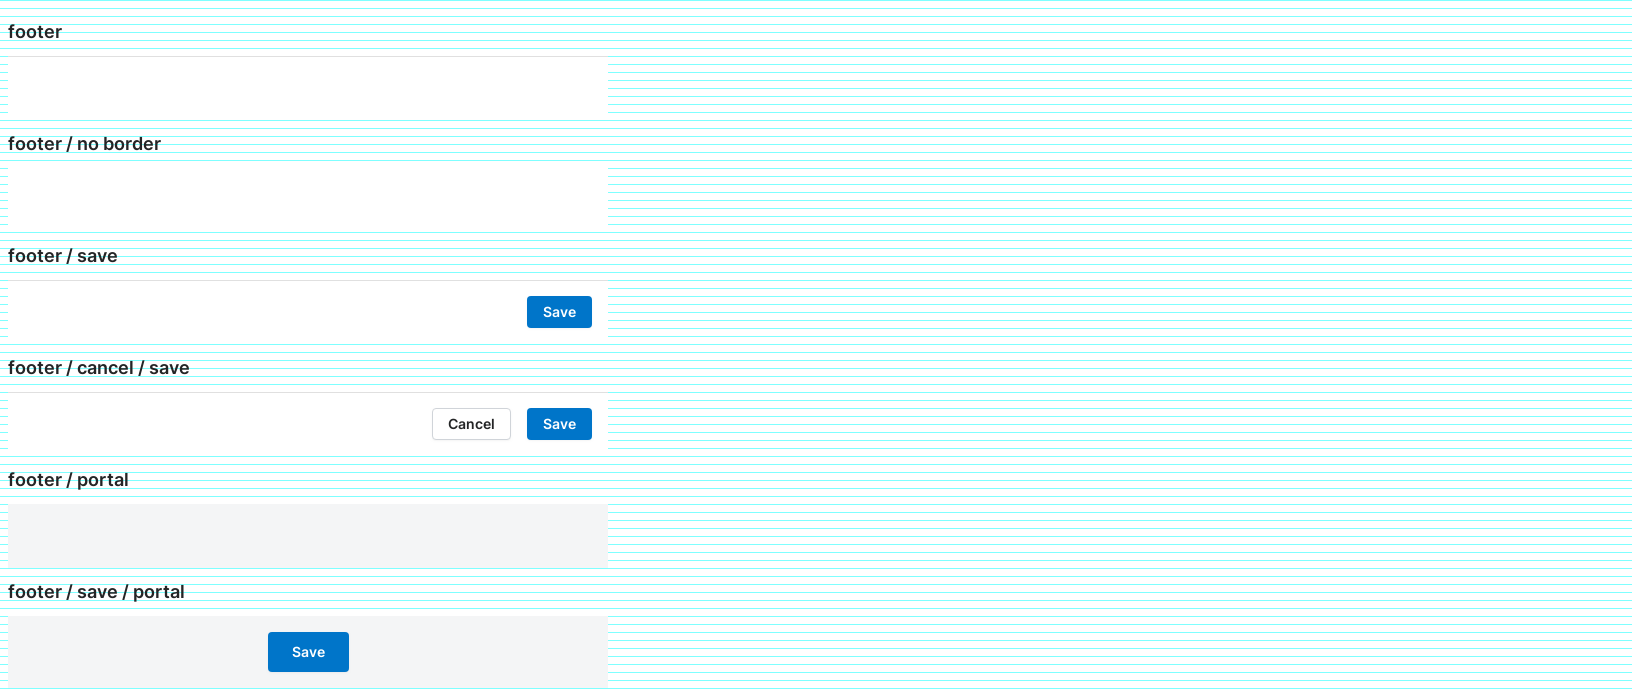 footer
footer / no border
footer / save
Save
footer / cancel / save
Cancel Save
footer / portal
footer / save / portal
Save